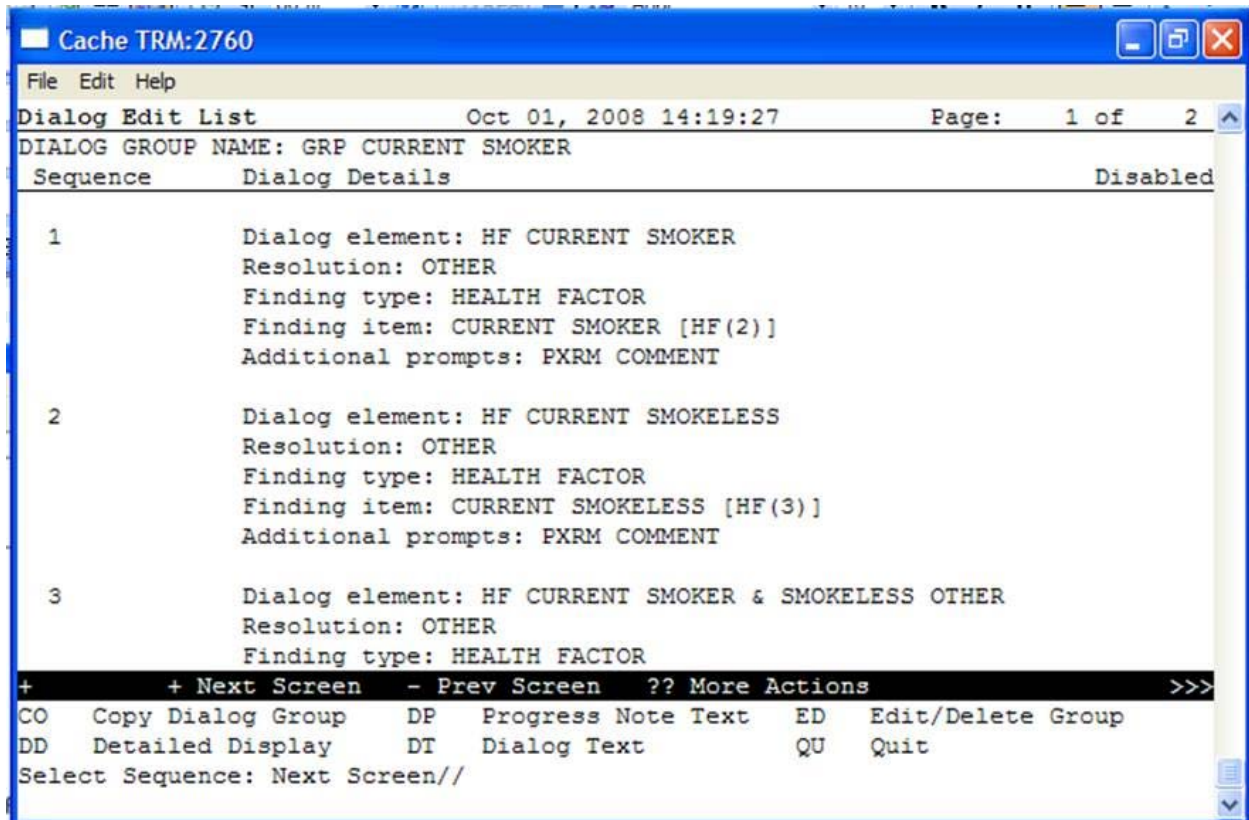 Cache TRM:2760
File Edit Help
Dialog Edit List Oct 01, 2008 14:19:27 Page: 1 of 2
DIALOG GROUP NAME: GRP CURRENT SMOKER
Sequence Dialog Details Disabled
1 Dialog element: HF CURRENT SMOKER
Resolution: OTHER
Finding type: HEALTH FACTOR
Finding item: CURRENT SMOKER [HF(2)]
Additional prompts: PXRM COMMENT
2 Dialog element: HF CURRENT SMOKELESS
Resolution: OTHER
Finding type: HEALTH FACTOR
Finding item: CURRENT SMOKELESS [HF(3)]
Additional prompts: PXRM COMMENT
3 Dialog element: HF CURRENT SMOKER & SMOKELESS OTHER
Resolution: OTHER
Finding type: HEALTH FACTOR
+ + Next Screen - Prev Screen ?? More Actions >>>
CO Copy Dialog Group DP Progress Note Text ED Edit/Delete Group
DD Detailed Display DT Dialog Text QU Quit
Select Sequence: Next Screen//